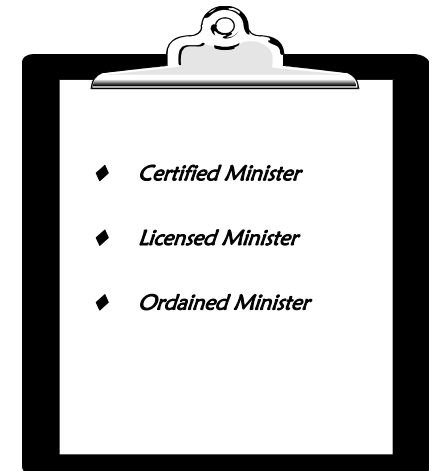 ♦ Certified Minister
♦ Licensed Minister
♦ Ordained Minister